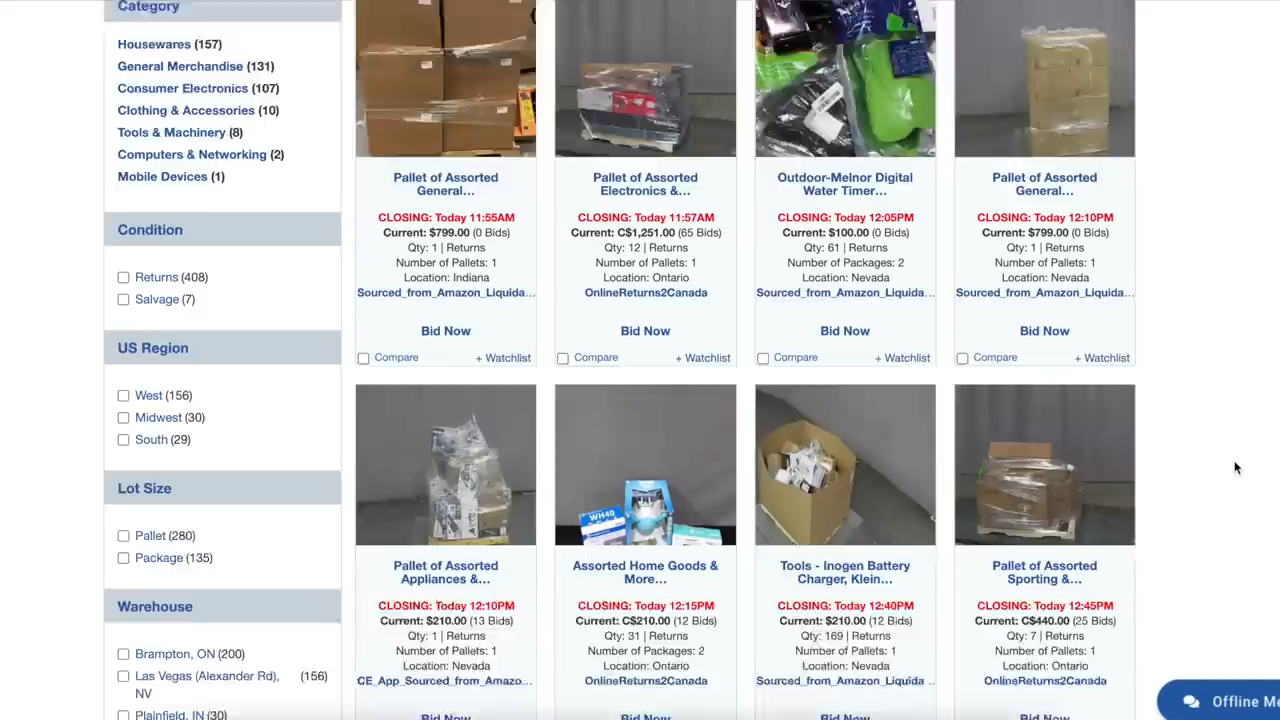 Category
Housewares (157)
General Merchandise (131)
Consumer Electronics (107)
Clothing & Accessories (10)
Tools & Machinery (8)
Computers & Networking (2)
Mobile Devices (1)
Condition
Returns (408)
Salvage (7)
US Region
West (156)
Midwest (30)
South (29)
Lot Size
Pallet (280)
Package (135)
Warehouse
Brampton, ON (200)
Las Vegas (Alexander Rd), (156)
NV
Plainfield, IN (30)
Pallet of Assorted
General...
CLOSING: Today 11:55AM
Current: $799.00 (0 Bids)
Qty: 1 | Returns
Number of Pallets: 1
Location: Indiana
Sourced_from_Amazon_Liquida...
Bid Now
Compare + Watchlist
Pallet of Assorted
Electronics &...
CLOSING: Today 11:57AM
Current: C$1,251.00 (65 Bids)
Qty: 12 | Returns
Number of Pallets: 1
Location: Ontario
OnlineReturns2Canada
Bid Now
Compare + Watchlist
Outdoor-Melnor Digital
Water Timer...
CLOSING: Today 12:05PM
Current: $100.00 (0 Bids)
Qty: 61 | Returns
Number of Packages: 2
Location: Nevada
Sourced_from_Amazon_Liquida...
Bid Now
Compare + Watchlist
Pallet of Assorted
General...
CLOSING: Today 12:10PM
Current: $799.00 (0 Bids)
Qty: 1 | Returns
Number of Pallets: 1
Location: Nevada
Sourced_from_Amazon_Liquida...
Bid Now
Compare + Watchlist
Pallet of Assorted
Appliances &...
CLOSING: Today 12:10PM
Current: $210.00 (13 Bids)
Qty: 1 | Returns
Number of Pallets: 1
Location: Nevada
CE_App_Sourced_from_Amazo...
Bid Now
WH40
Assorted Home Goods &
More...
CLOSING: Today 12:15PM
Current: C$210.00 (12 Bids)
Qty: 31 | Returns
Number of Packages: 2
Location: Ontario
OnlineReturns2Canada
Bid Now
Tools - Inogen Battery
Charger, Klein...
CLOSING: Today 12:40PM
Current: $210.00 (12 Bids)
Qty: 169 | Returns
Number of Pallets: 1
Location: Nevada
Sourced_from_Amazon_Liquida...
Bid Now
Pallet of Assorted
Sporting &...
CLOSING: Today 12:45PM
Current: C$440.00 (25 Bids)
Qty: 7 | Returns
Number of Pallets: 1
Location: Ontario
OnlineReturns2Canada
Bid Now
Offline Me